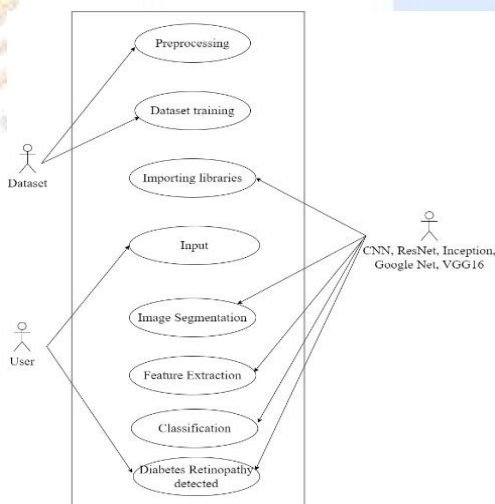 Preprocessing
Dataset training
Dataset
Importing libraries
Input
CNN, ResNet, Inception,
Google Net, VGG16
Image Segmentation
User
Feature Extraction
Classification
Diabetes Retinopathy
detected